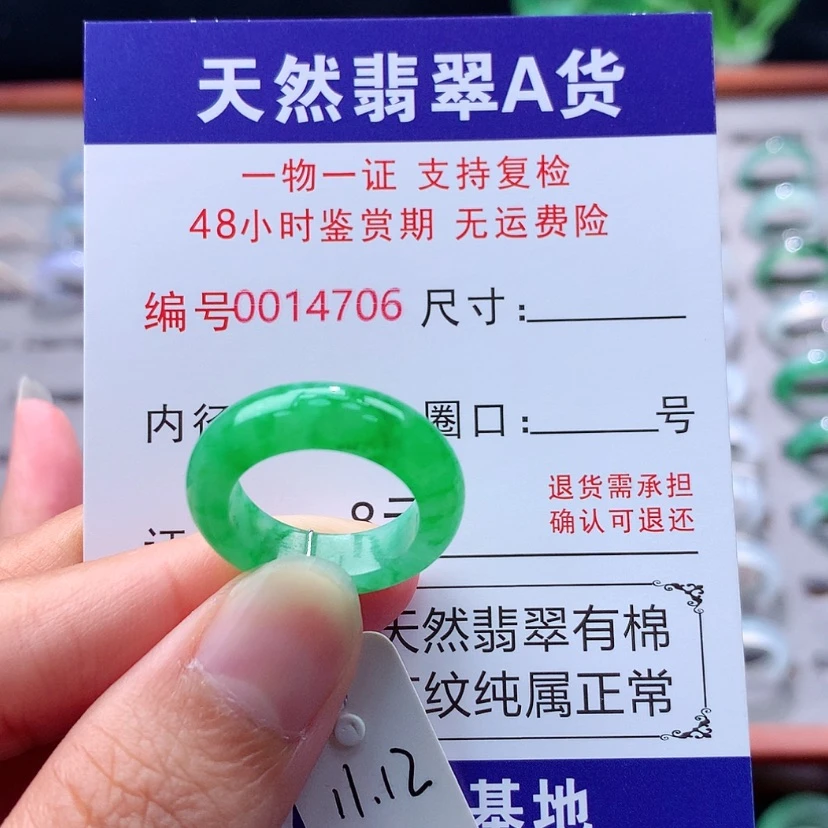 天然翡翠A货
一物一证 支持复检
48小时鉴赏期 无运费险
编号0014706 尺寸:
内径 圈口: 号
退货需承担
确认可退还
天然翡翠有棉
纹纯属正常
11.12
基地